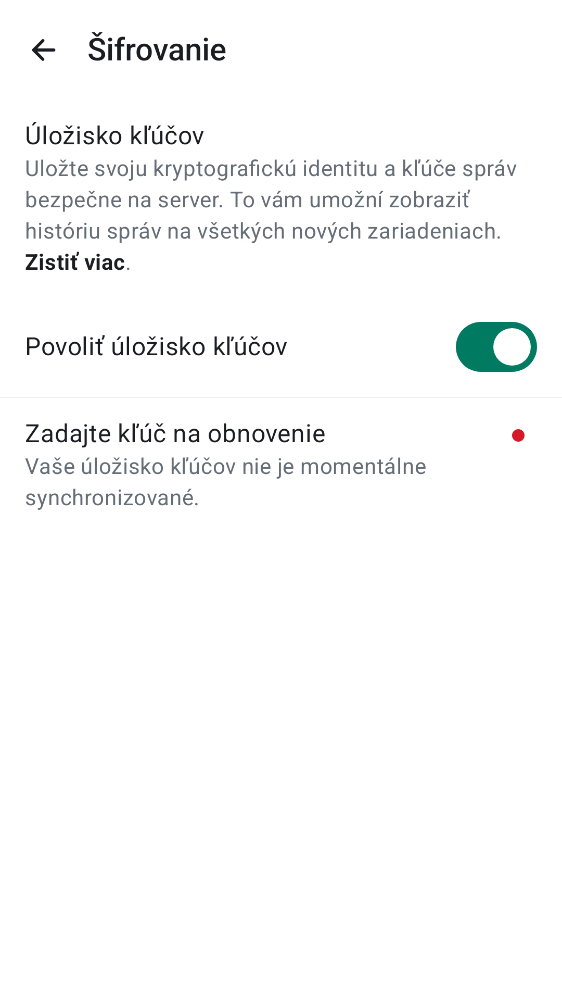 Šifrovanie
Úložisko kľúčov
Uložte svoju kryptografickú identitu a kľúče správ
bezpečne na server. To vám umožní zobraziť
históriu správ na všetkých nových zariadeniach.
Zistiť viac.
Povoliť úložisko kľúčov
Zadajte kľúč na obnovenie
Vaše úložisko kľúčov nie je momentálne
synchronizované.